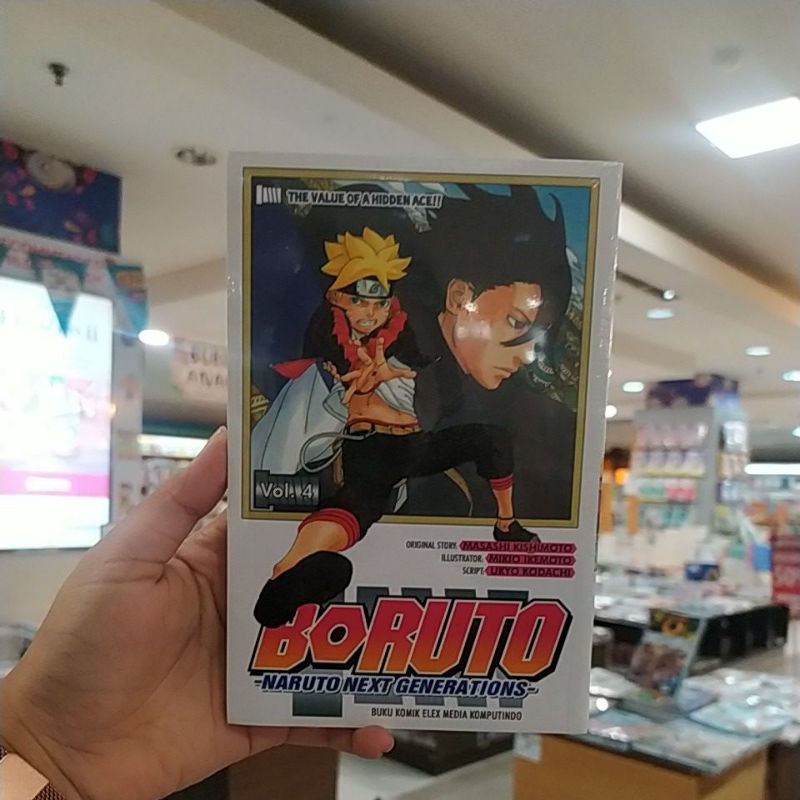 THE VALUE OF A HIDDEN ACE!!
Vol. 4
ORIGINAL STORY: MASASHI KISHIMOTO
ILLUSTRATOR: MIKIO IKEMOTO
SCRIPT: UKYO KODACHI
BORUTO
-NARUTO NEXT GENERATIONS-
BUKU KOMIK ELEX MEDIA KOMPUTINDO